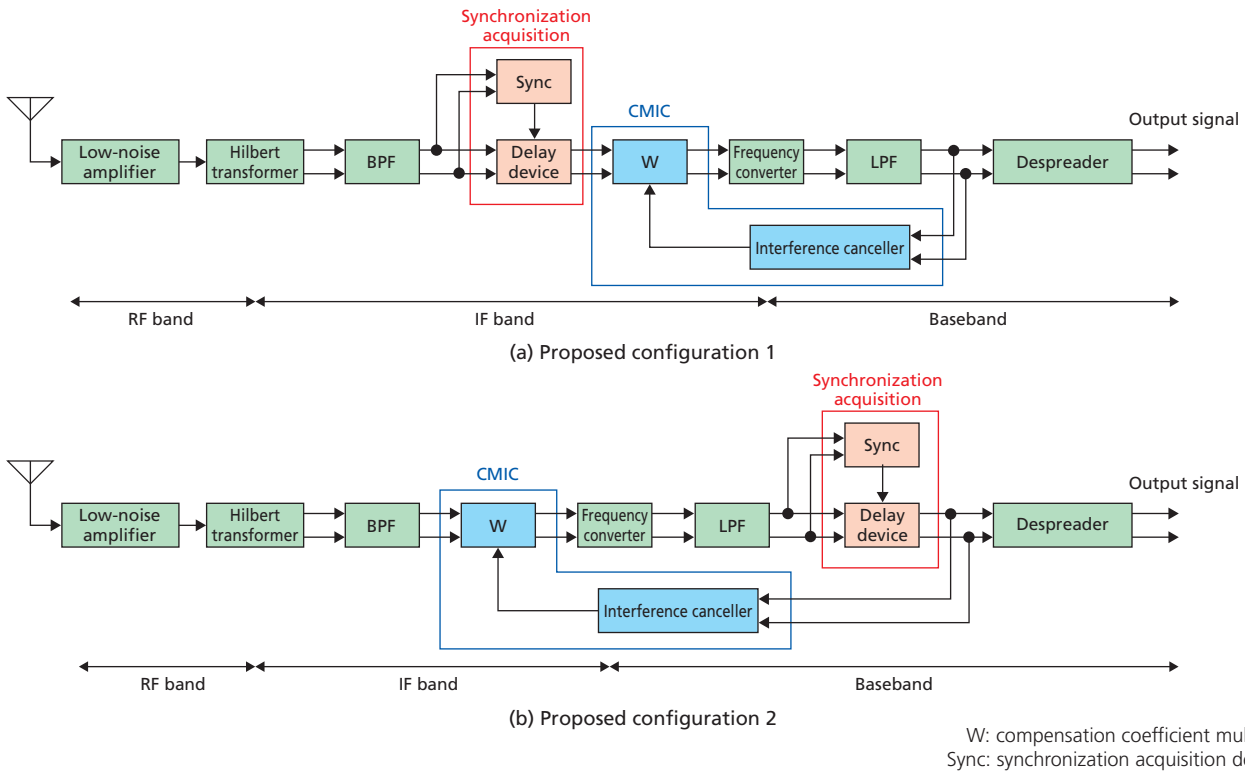 Synchronization
acquisition
Sync
CMIC
Output signal
Low-noise
amplifier
Hilbert
transformer
BPF
Delay
device
W
Frequency
converter
LPF
Despreader
Interference canceller
RF band
IF band
Baseband
(a) Proposed configuration 1
Synchronization
acquisition
Sync
CMIC
Output signal
Low-noise
amplifier
Hilbert
transformer
BPF
W
Frequency
converter
LPF
Delay
device
Despreader
Interference canceller
RF band
IF band
Baseband
(b) Proposed configuration 2
W: compensation coefficient
Sync: synchronization acquisition